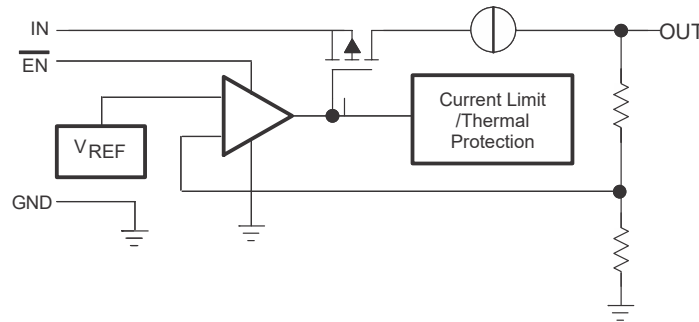 IN
OUT
EN
Current Limit
/Thermal
Protection
VREF
GND